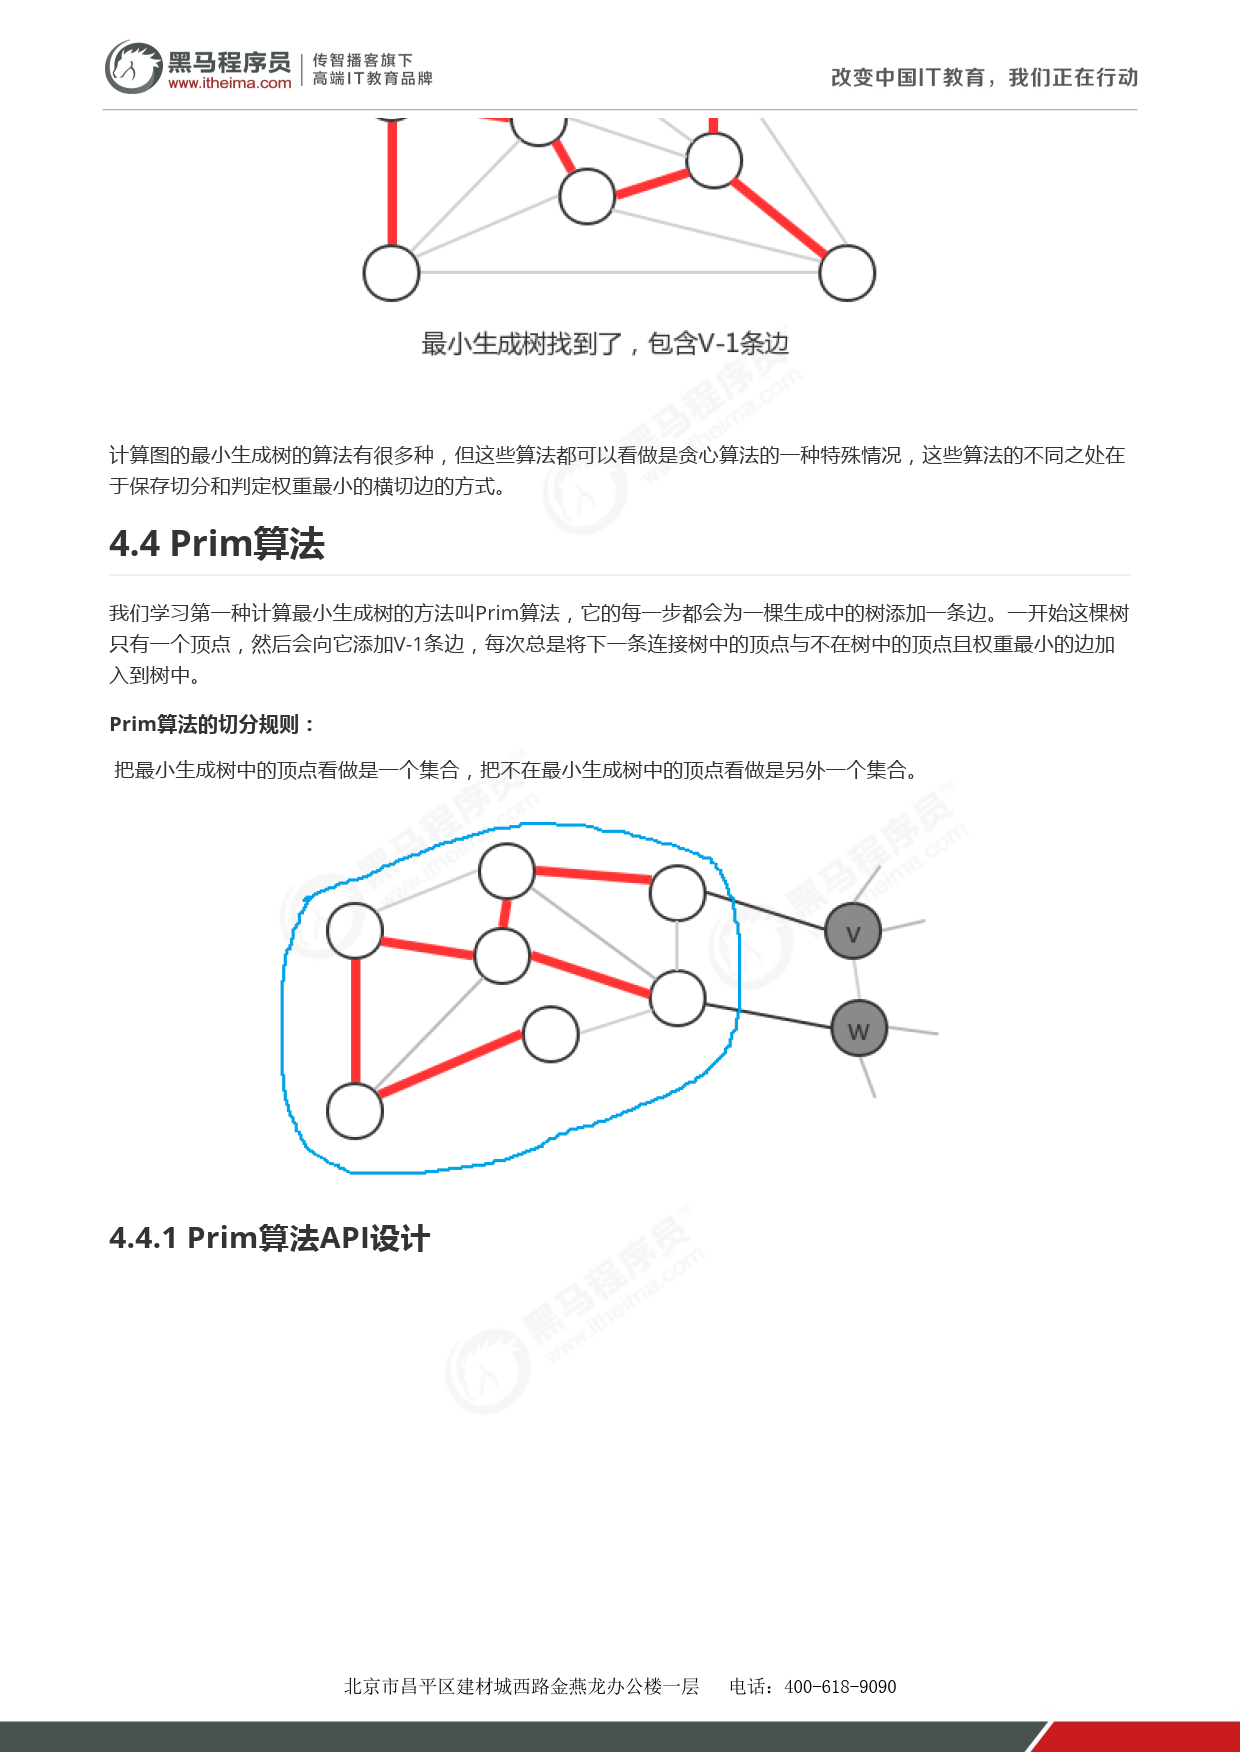 黑马程序员 传智播客旗下
www.itheima.com 高端IT教育品牌
改变中国IT教育，我们正在行动
最小生成树找到了，包含V-1条边
计算图的最小生成树的算法有很多种，但这些算法都可以看做是贪心算法的一种特殊情况，这些算法的不同之处在
于保存切分和判定权重最小的横切边的方式。
4.4 Prim算法
我们学习第一种计算最小生成树的方法叫Prim算法，它的每一步都会为一棵生成中的树添加一条边。一开始这棵树
只有一个顶点，然后会向它添加V-1条边，每次总是将下一条连接树中的顶点与不在树中的顶点且权重最小的边加
入到树中。
Prim算法的切分规则：
把最小生成树中的顶点看做是一个集合，把不在最小生成树中的顶点看做是另外一个集合。
V
W
4.4.1 Prim算法API设计
黑马程序员™
www.itheima.com
北京市昌平区建材城西路金燕龙办公楼一层 电话：400-618-9090